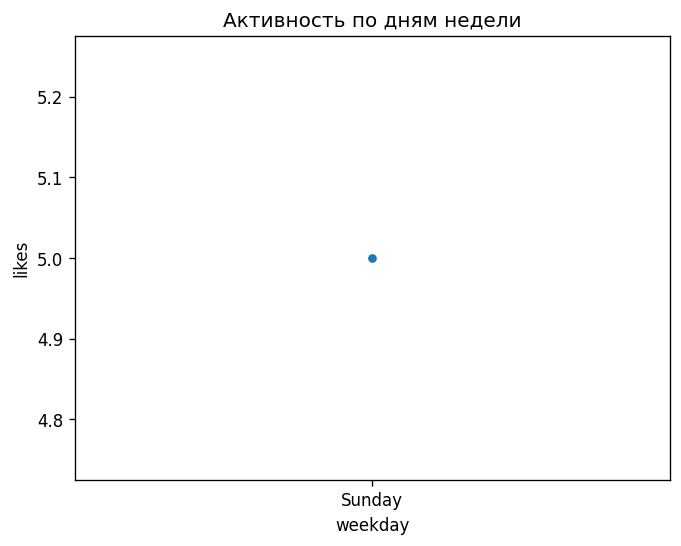 Активность по дням недели
5.2
5.1
5.0
4.9
4.8
likes
Sunday
weekday